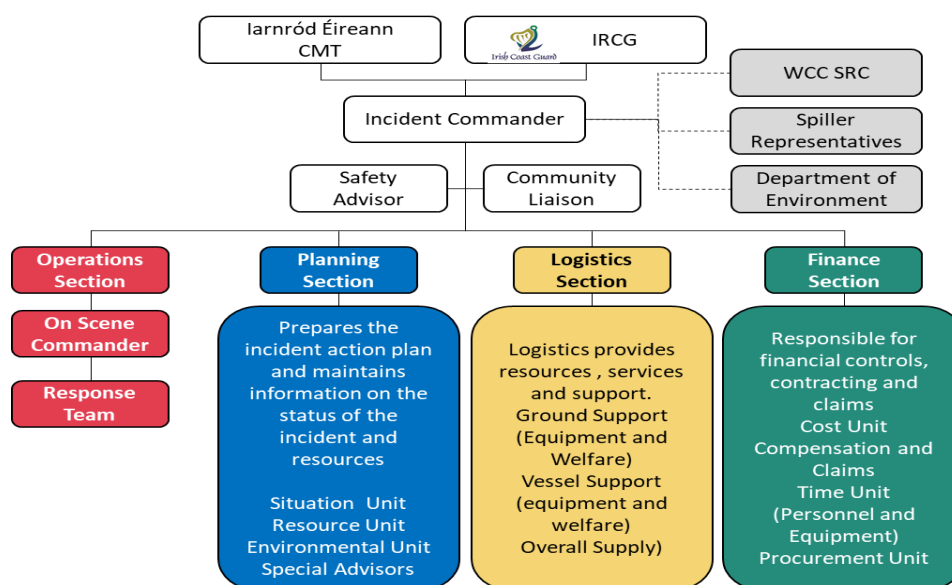 Iarnród Éireann
CMT
Irish Coast Guard
IRCG
WCC SRC
Incident Commander
Spiller
Representatives
Safety
Advisor
Community
Liaison
Department of
Environment
Operations
Section
On Scene
Commander
Response
Team
Planning
Section
Prepares the
incident action plan
and maintains
information on the
status of the
incident and
resources
Situation  Unit
Resource Unit
Environmental Unit
Special Advisors
Logistics
Section
Logistics provides
resources , services
and support.
Ground Support
(Equipment and
Welfare)
Vessel Support
(equipment and
welfare)
Overall Supply)
Finance
Section
Responsible for
financial controls,
contracting and
claims
Cost Unit
Compensation and
Claims
Time Unit
(Personnel and
Equipment)
Procurement Unit